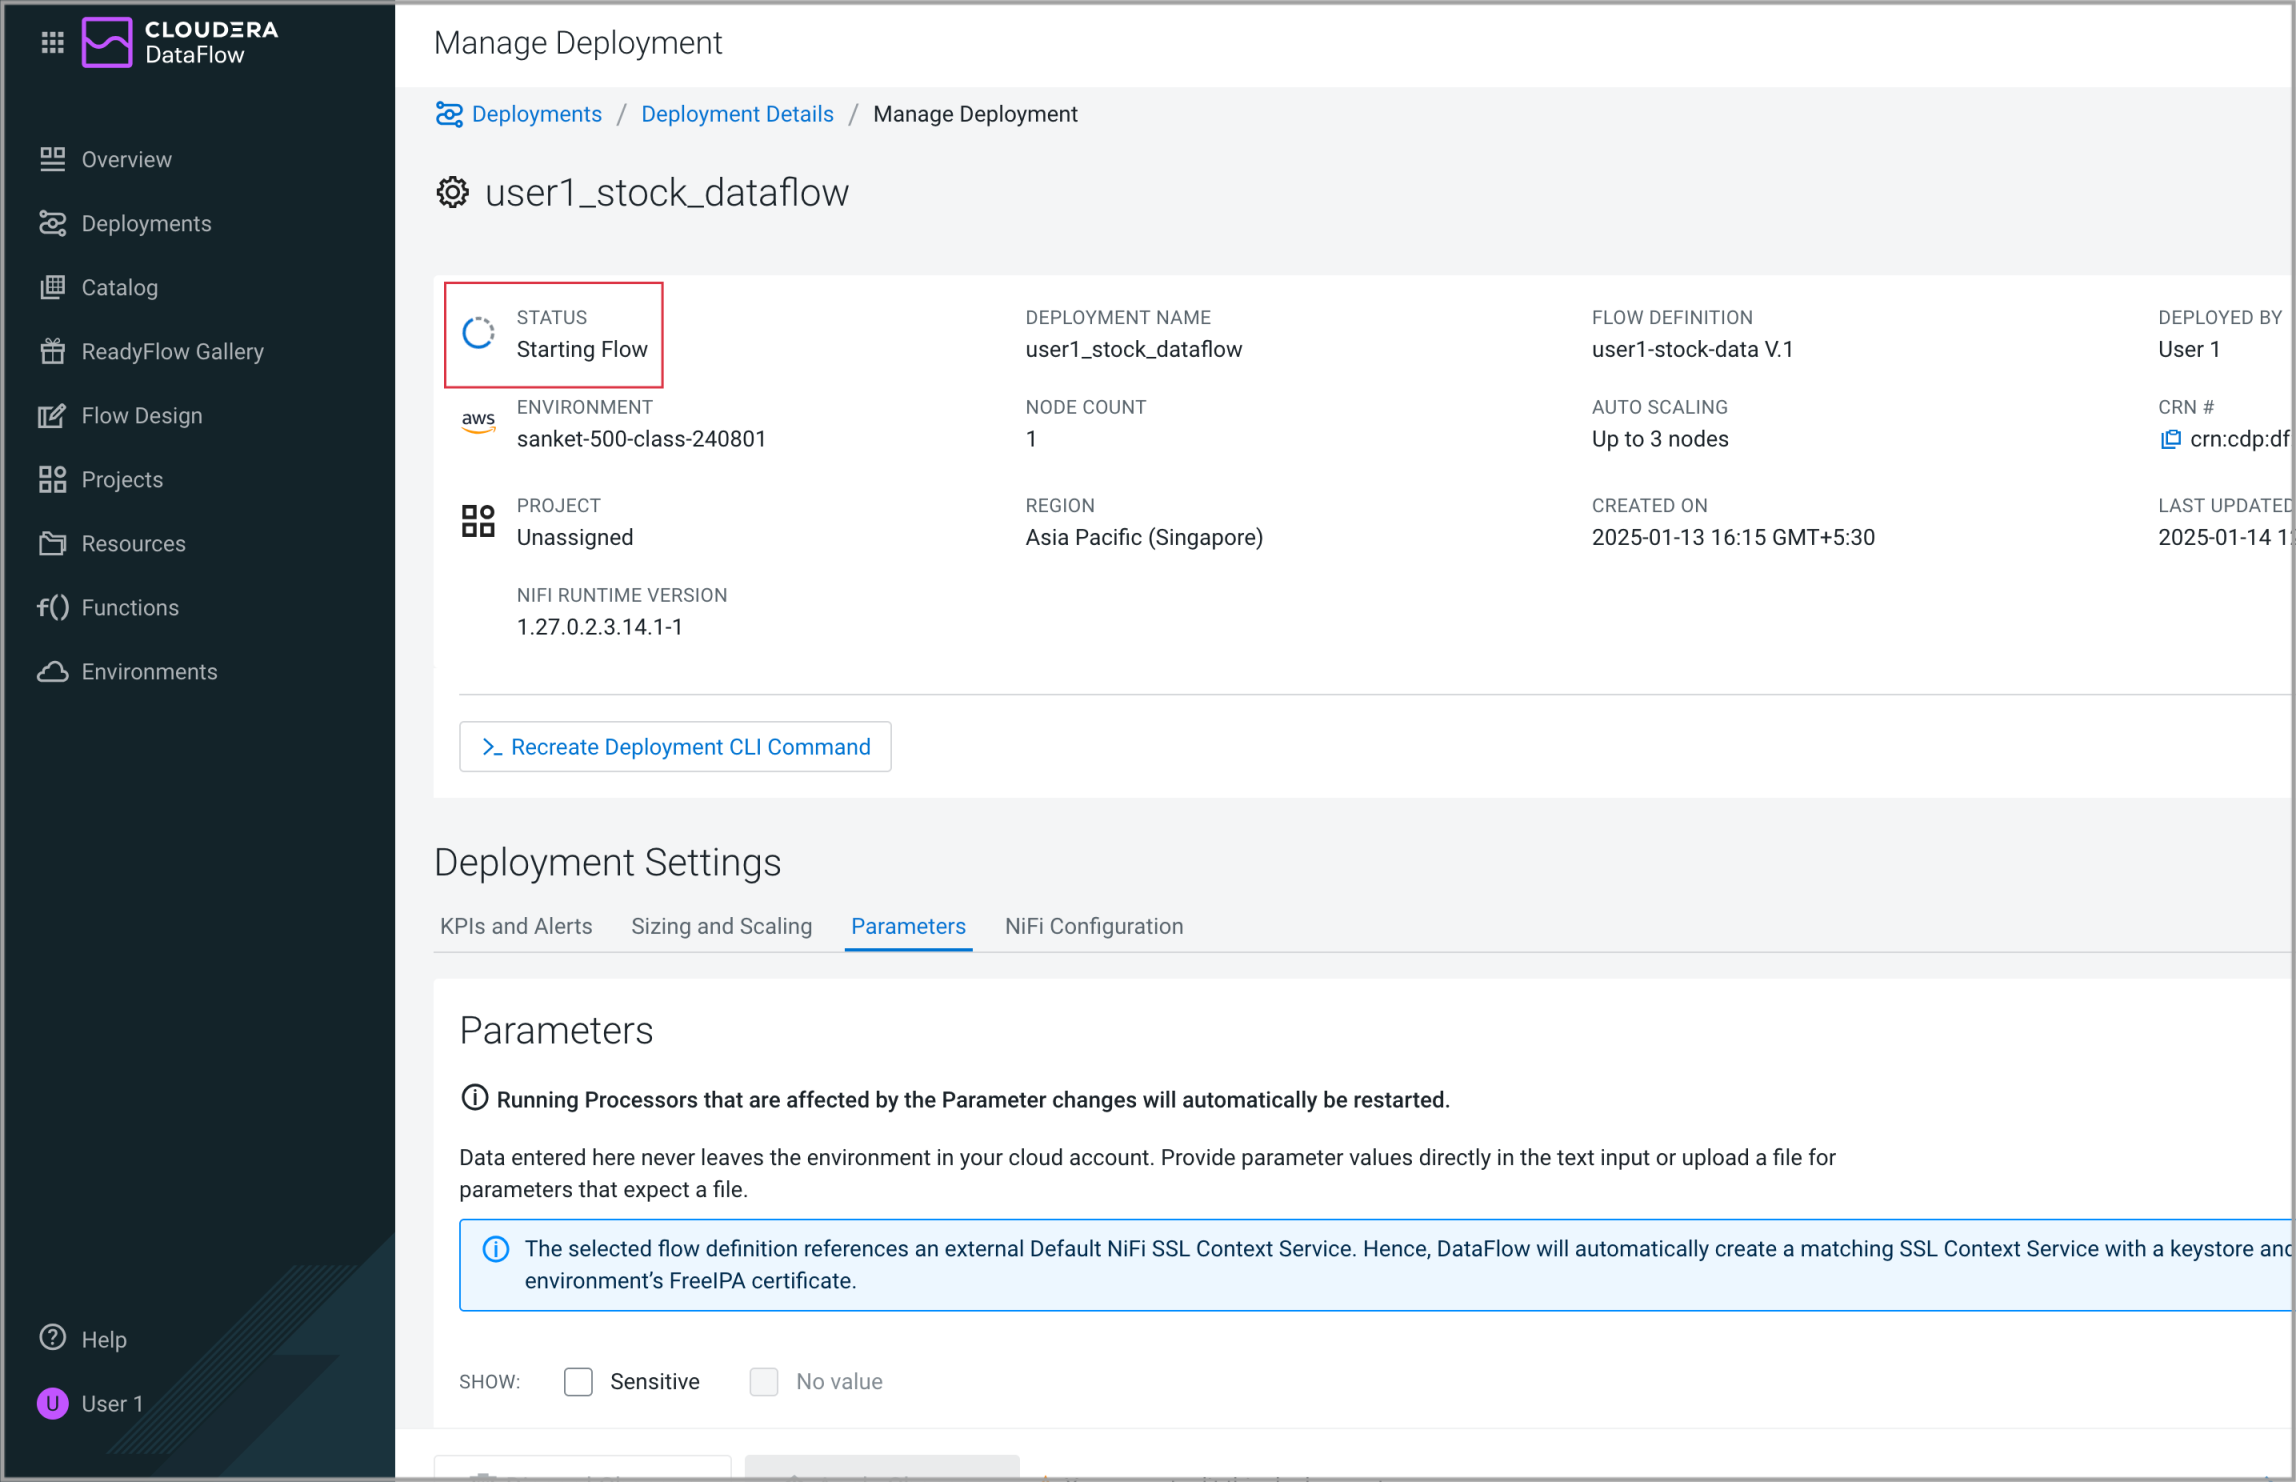 CLOUDERA
DataFlow
Overview
Deployments
Catalog
ReadyFlow Gallery
Flow Design
Projects
Resources
f() Functions
Environments
Help
U User 1
Manage Deployment
Deployments / Deployment Details / Manage Deployment
user1_stock_dataflow
STATUS
Starting Flow
DEPLOYMENT NAME
user1_stock_dataflow
FLOW DEFINITION
user1-stock-data V.1
DEPLOYED BY
User 1
aws
ENVIRONMENT
sanket-500-class-240801
NODE COUNT
1
AUTO SCALING
Up to 3 nodes
CRN #
crn:cdp:df
PROJECT
Unassigned
REGION
Asia Pacific (Singapore)
CREATED ON
2025-01-13 16:15 GMT+5:30
LAST UPDATED
2025-01-14
NIFI RUNTIME VERSION
1.27.0.2.3.14.1-1
>_ Recreate Deployment CLI Command
Deployment Settings
KPIs and Alerts Sizing and Scaling Parameters NiFi Configuration
Parameters
Running Processors that are affected by the Parameter changes will automatically be restarted.
Data entered here never leaves the environment in your cloud account. Provide parameter values directly in the text input or upload a file for
parameters that expect a file.
The selected flow definition references an external Default NiFi SSL Context Service. Hence, DataFlow will automatically create a matching SSL Context Service with a keystore and
environment's FreeIPA certificate.
SHOW: Sensitive No value